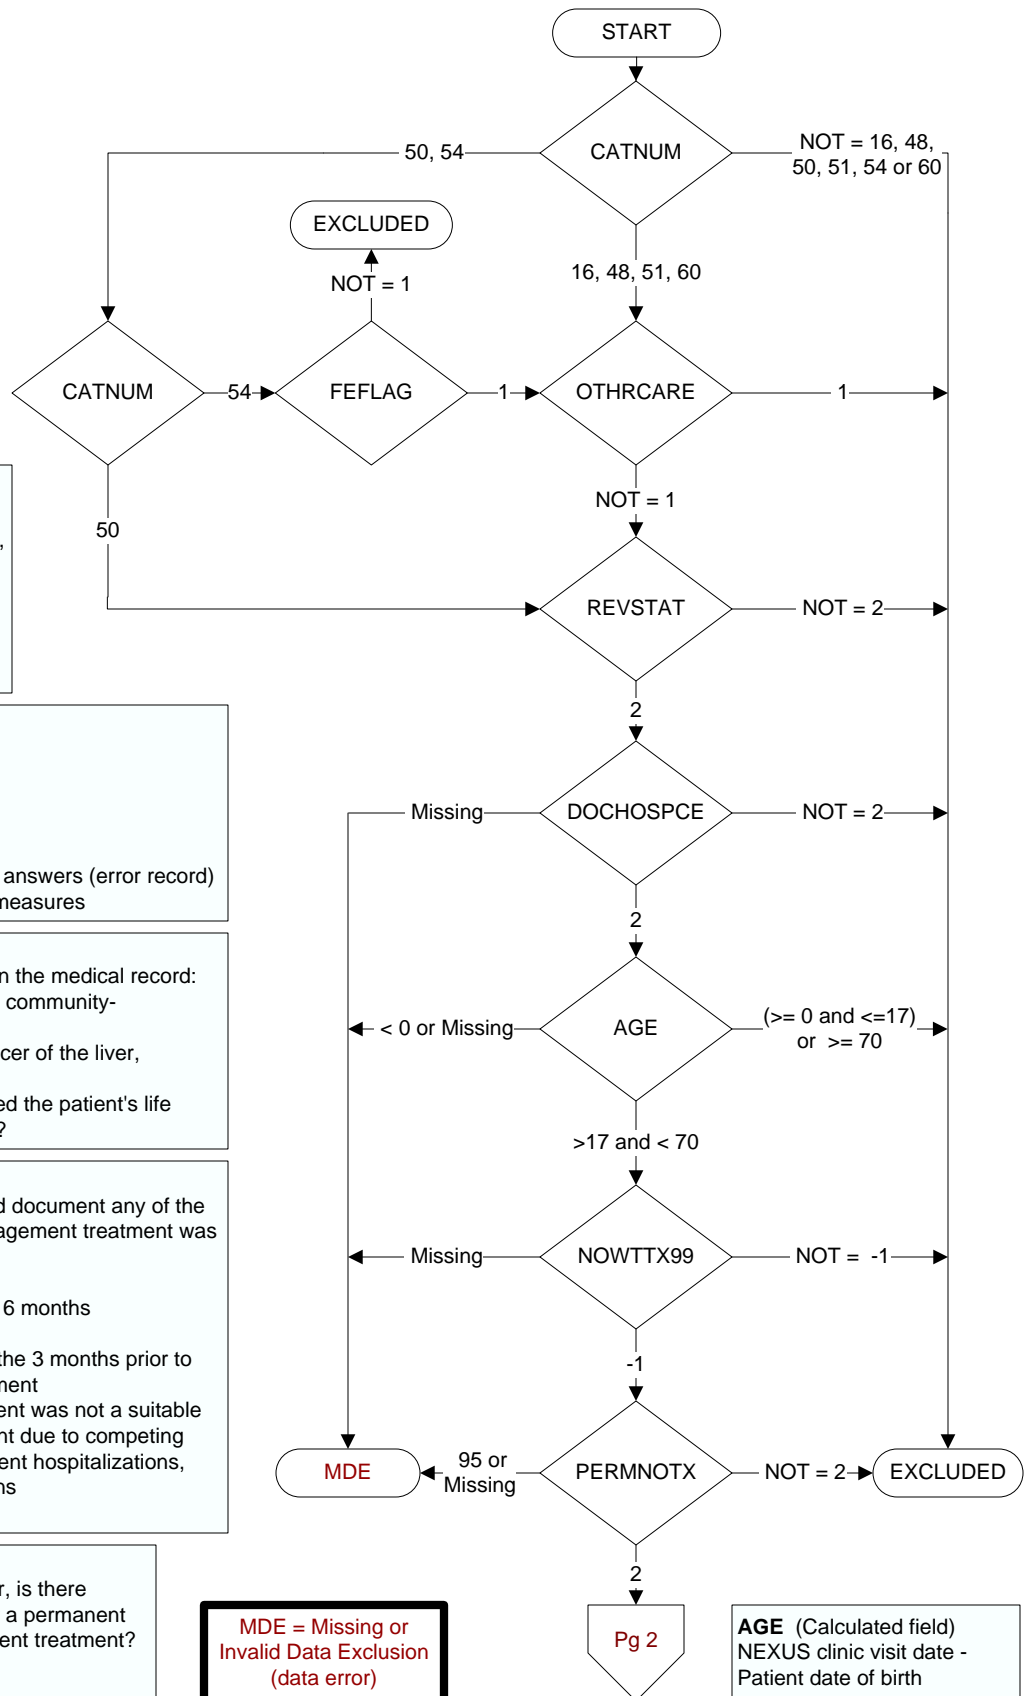 START
CATNUM
50, 54
NOT = 16, 48,
50, 51, 54 or 60
EXCLUDED
NOT = 1
16, 48, 51, 60
CATNUM
54
FEFLAG
1
OTHRCARE
1
NOT = 1
50
,
REVSTAT
NOT = 2
2
Missing
DOCHOSPCE
NOT = 2
answers (error record)
measures
2
n the medical record:
community-
cer of the liver,
ed the patient's life
?
< 0 or Missing
AGE
(>= 0 and <=17)
or >= 70
>17 and < 70
d document any of the
agement treatment was
6 months
the 3 months prior to
ment
ent was not a suitable
nt due to competing
ent hospitalizations,
ns
Missing
NOWTTX99
NOT = -1
-1
MDE
95 or
Missing
PERMNOTX
NOT = 2
EXCLUDED
2
r, is there
a permanent
ent treatment?
MDE = Missing or
Invalid Data Exclusion
(data error)
Pg 2
AGE (Calculated field)
NEXUS clinic visit date -
Patient date of birth